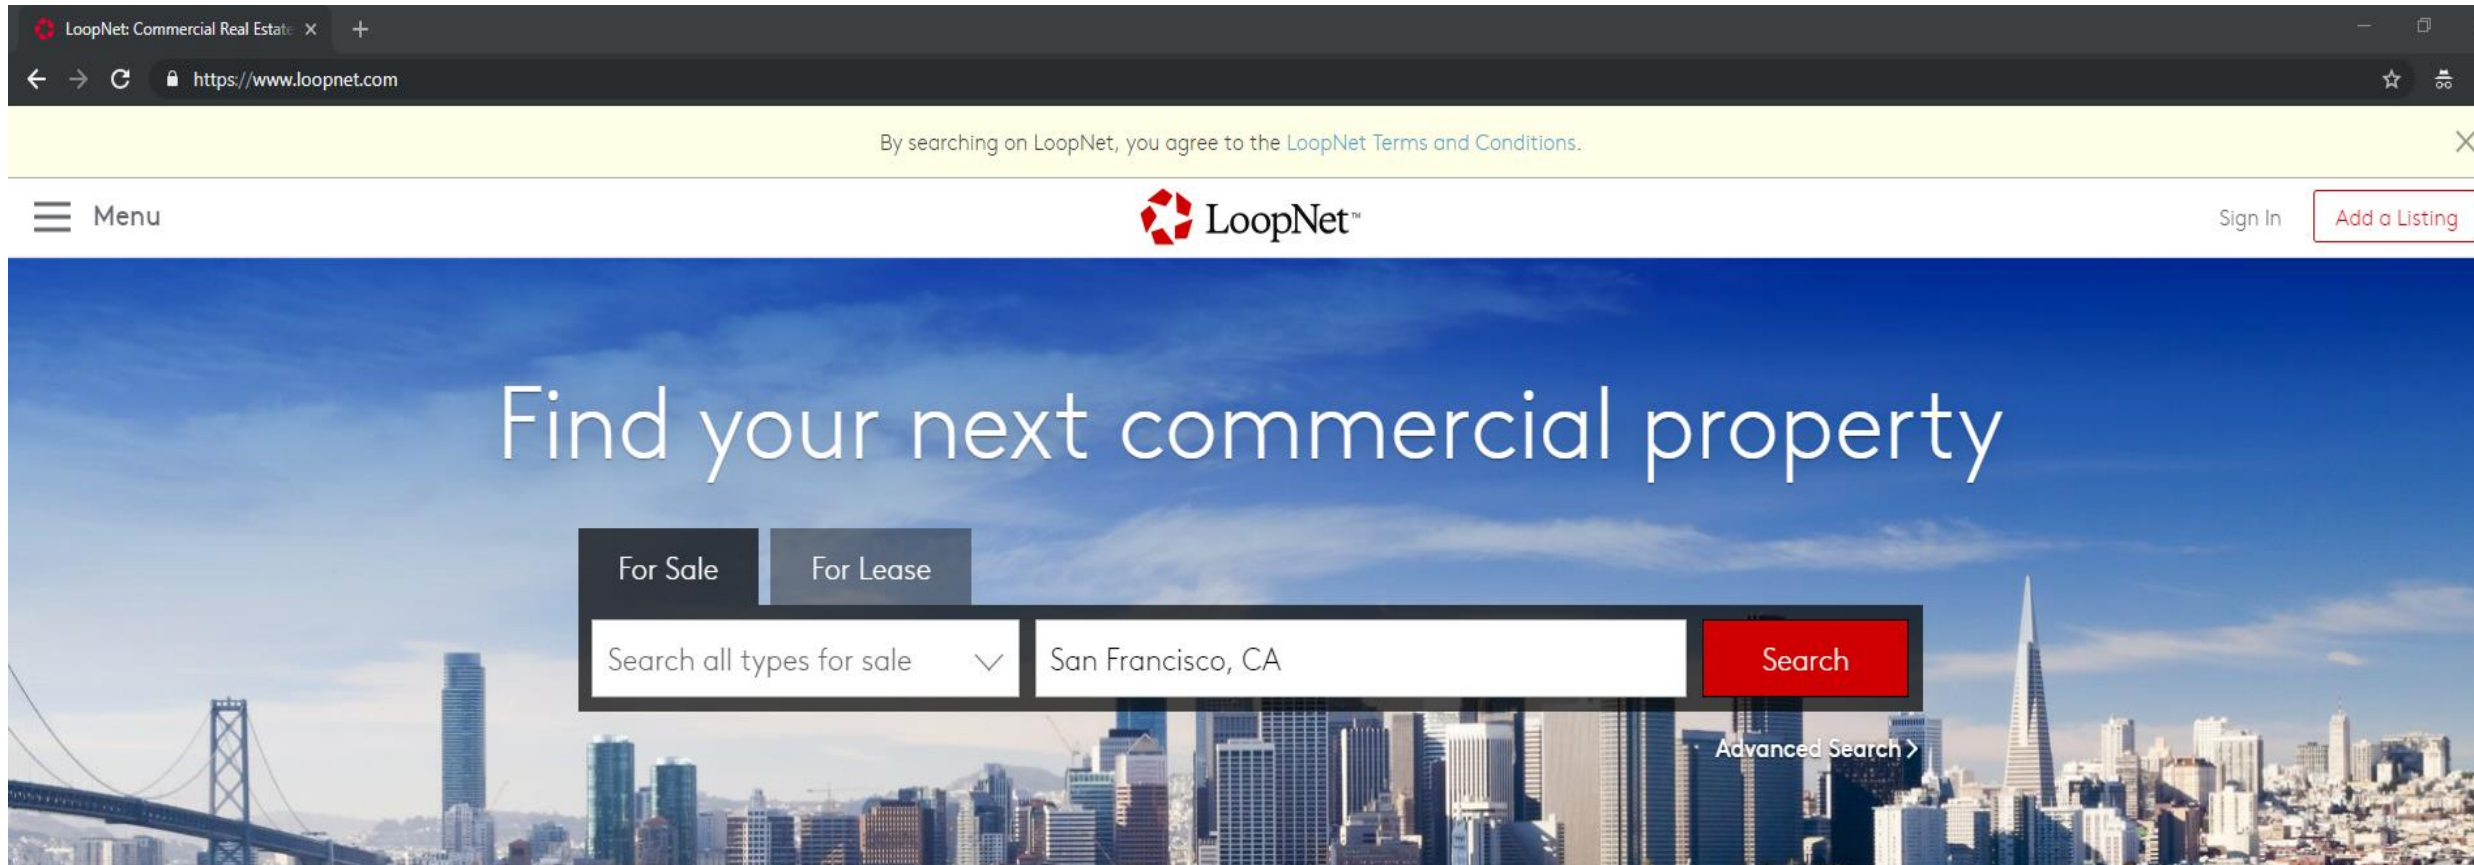 LoopNet: Commercial Real Estate
https://www.loopnet.com
By searching on LoopNet, you agree to the LoopNet Terms and Conditions.
Menu
LoopNet™
Sign In
Add a Listing
Find your next commercial property
For Sale
For Lease
Search all types for sale
San Francisco, CA
Search
Advanced Search >